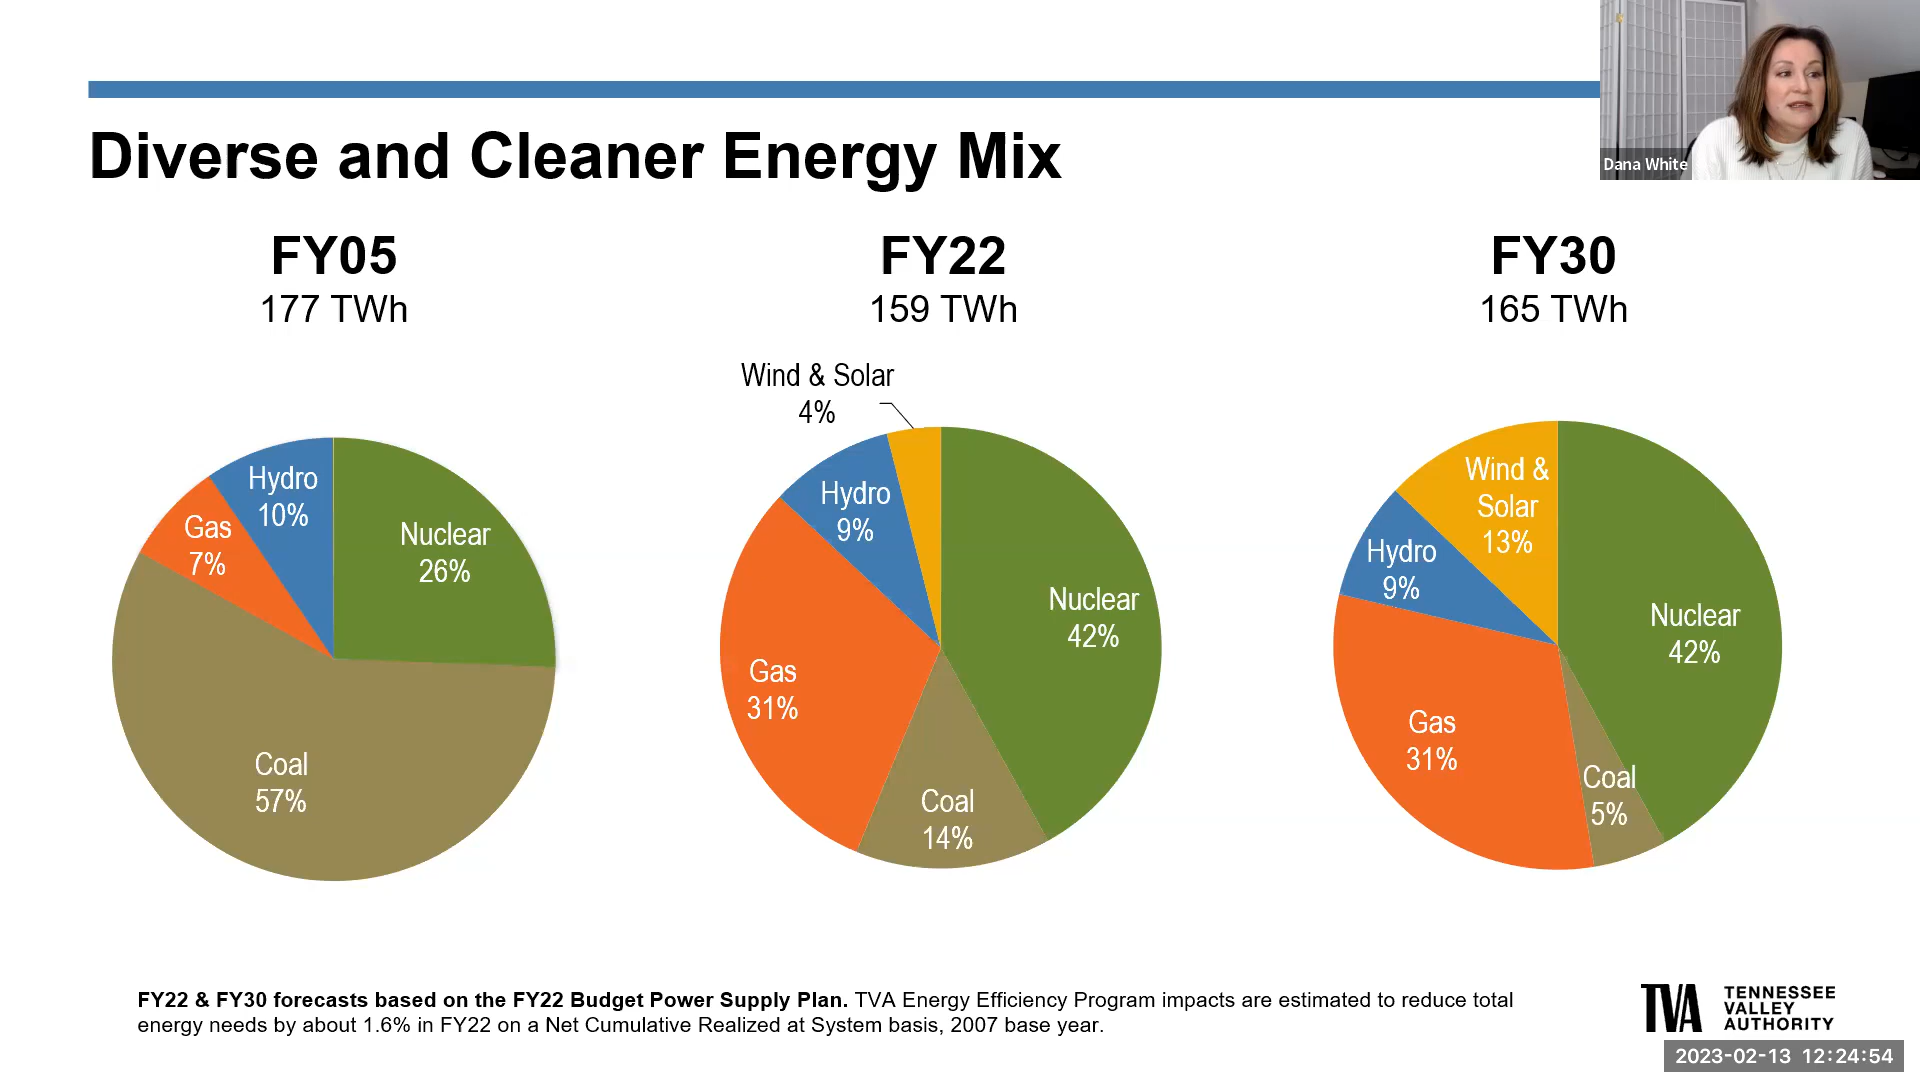 Dana White
Diverse and Cleaner Energy Mix
FY05
177 TWh
Hydro
10%
Gas
7%
Nuclear
26%
Coal
57%
FY22
159 TWh
Wind & Solar
4%
Hydro
9%
Nuclear
42%
Gas
31%
Coal
14%
FY30
165 TWh
Wind &
Solar
13%
Hydro
9%
Nuclear
42%
Gas
31%
Coal
5%
FY22 & FY30 forecasts based on the FY22 Budget Power Supply Plan. TVA Energy Efficiency Program impacts are estimated to reduce total
energy needs by about 1.6% in FY22 on a Net Cumulative Realized at System basis, 2007 base year.
TVA
TENNESSEE
VALLEY
AUTHORITY
2023-02-13 12:24:54